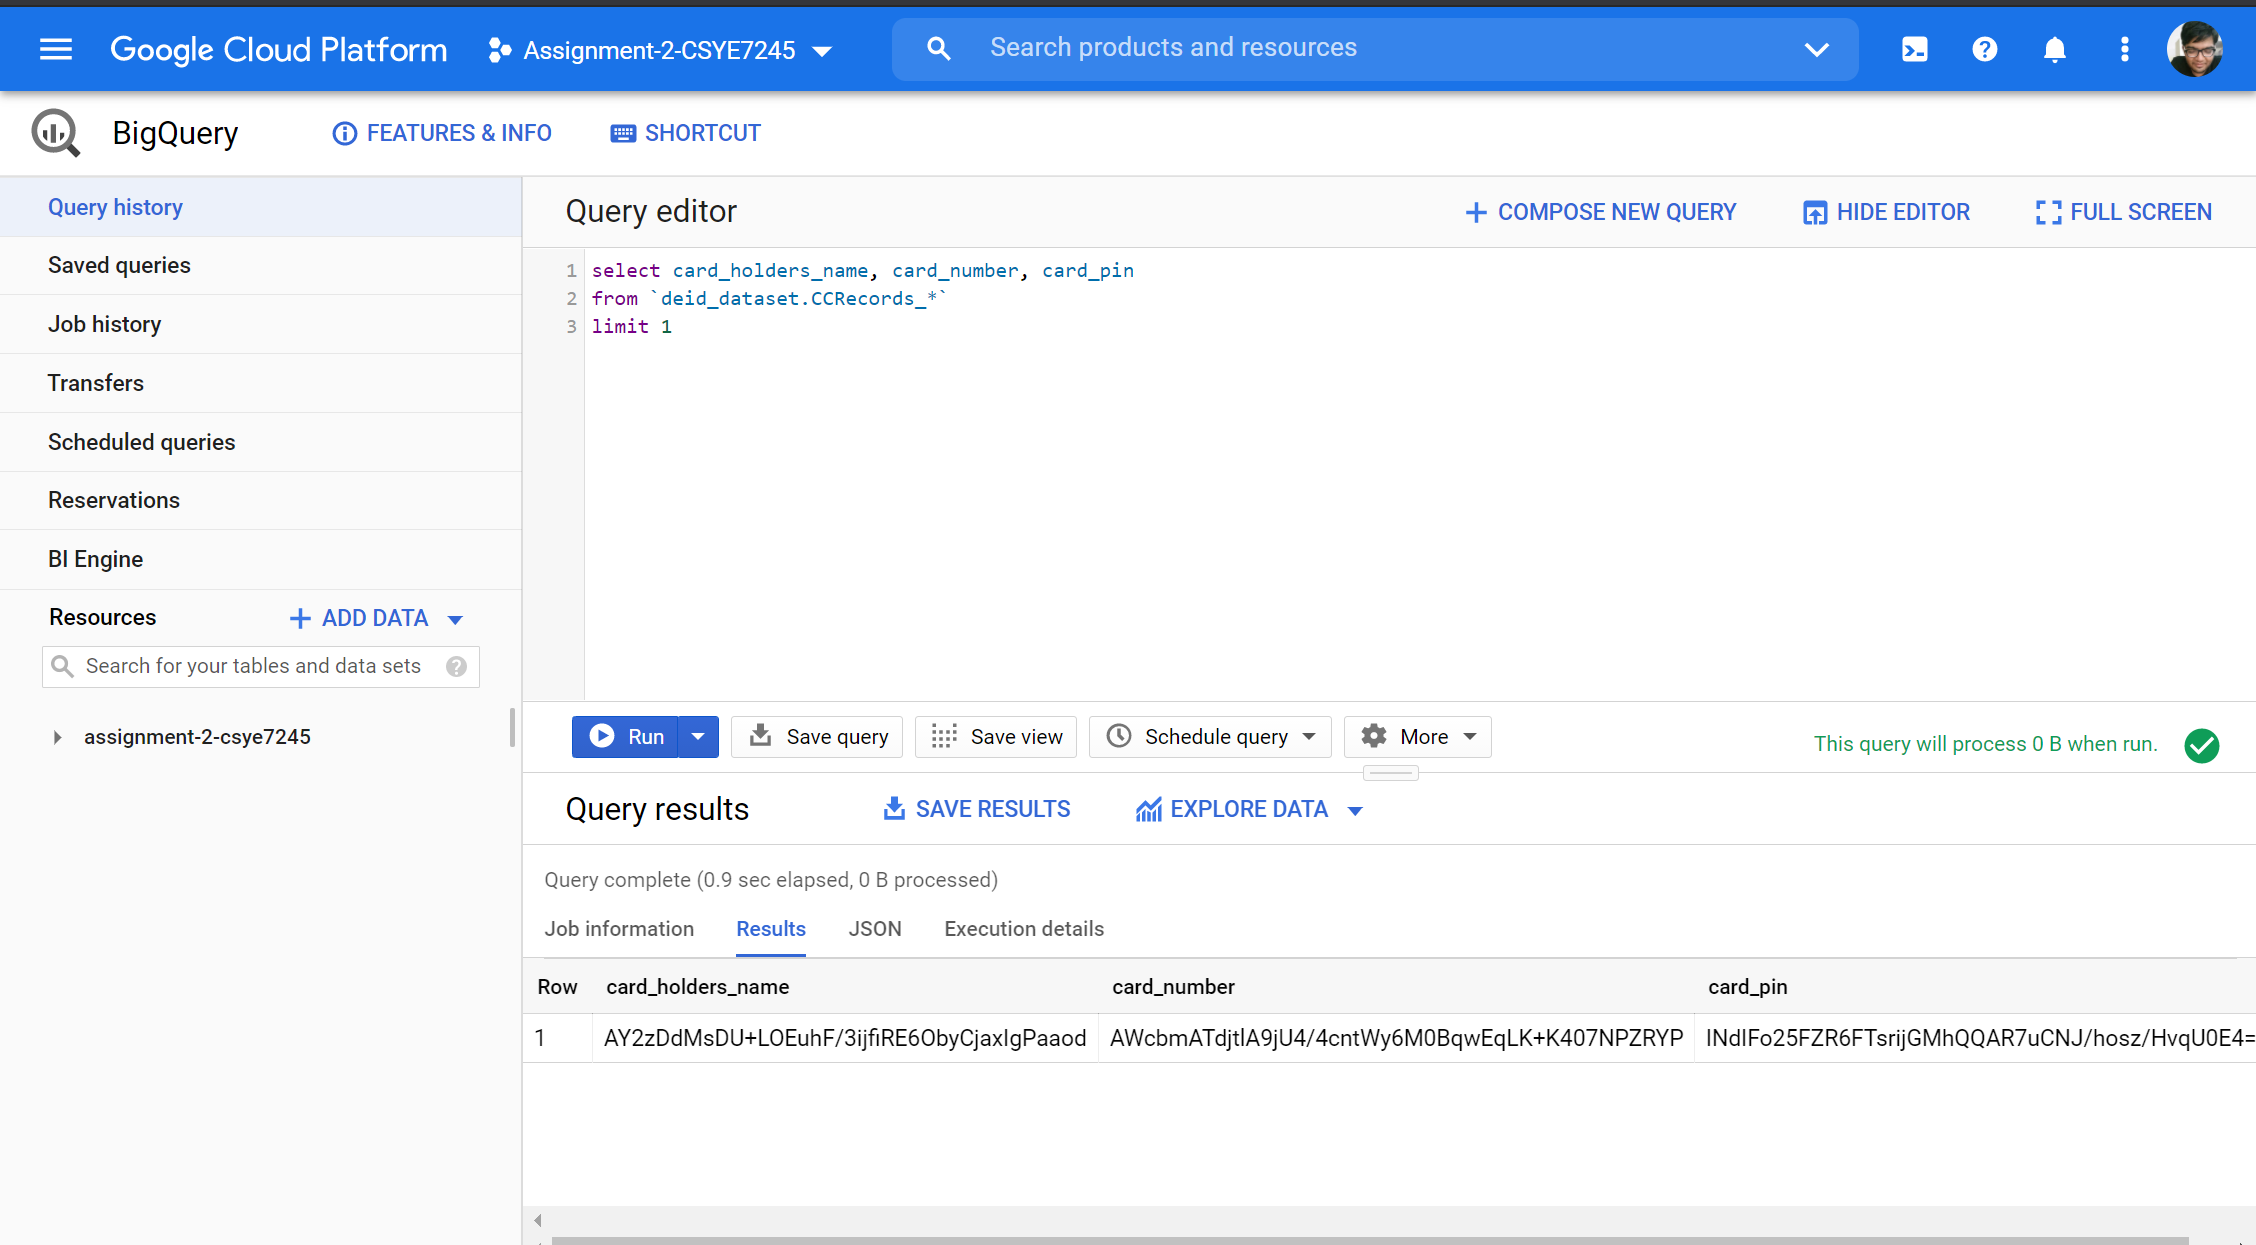 Google Cloud Platform
Assignment-2-CSYE7245
Search products and resources
BigQuery
FEATURES & INFO
SHORTCUT
Query history
Saved queries
Job history
Transfers
Scheduled queries
Reservations
BI Engine
Resources
ADD DATA
Search for your tables and data sets
assignment-2-csye7245
Query editor
COMPOSE NEW QUERY
HIDE EDITOR
FULL SCREEN
1 select card_holders_name, card_number, card_pin
2 from `deid_dataset.CCRecords_*`
3 limit 1
Run
Save query
Save view
Schedule query
More
This query will process 0 B when run.
Query results
SAVE RESULTS
EXPLORE DATA
Query complete (0.9 sec elapsed, 0 B processed)
Job information Results JSON Execution details
Row card_holders_name card_number card_pin
1 AY2zDdMsDU+LOEuhF/3ijfiRE6ObyCjaxIgPaaod AWcbmATdjtlA9jU4/4cntWy6M0BqwEqLK+K407NPZRYP INdIFo25FZR6FTsrijGMhQQAR7uCNJ/hosz/HvqU0E4=